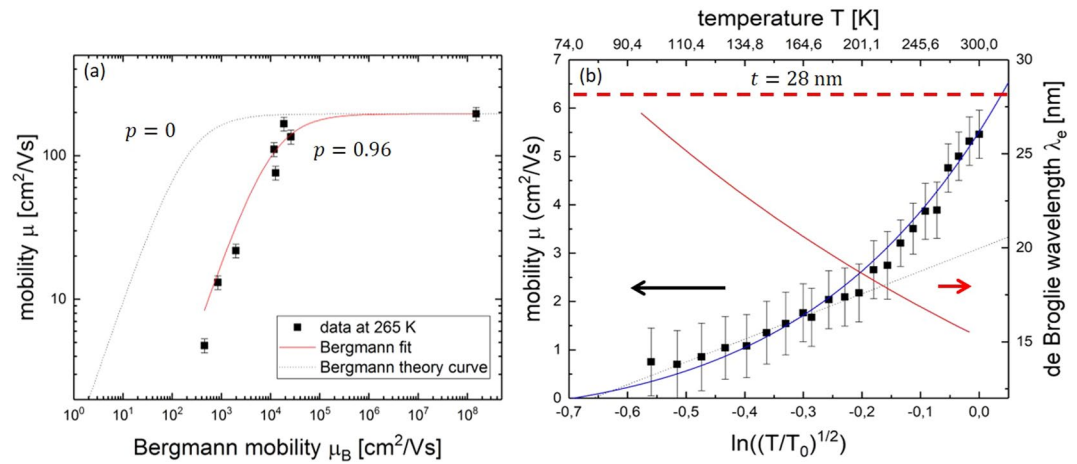 (a)
p = 0
p = 0.96
100
10
mobility μ [cm²/Vs]
data at 265 K
Bergmann fit
Bergmann theory curve
10⁰ 10¹ 10² 10³ 10⁴ 10⁵ 10⁶ 10⁷ 10⁸
Bergmann mobility μ_B [cm²/Vs]
temperature T [K]
74,0 90,4 110,4 134,8 164,6 201,1 245,6 300,0
(b)
t = 28 nm
7
6
5
4
3
2
1
0
mobility μ (cm²/Vs)
30
25
20
15
de Broglie wavelength λ_e [nm]
-0,7 -0,6 -0,5 -0,4 -0,3 -0,2 -0,1 0,0
ln((T/T₀)^1/2)